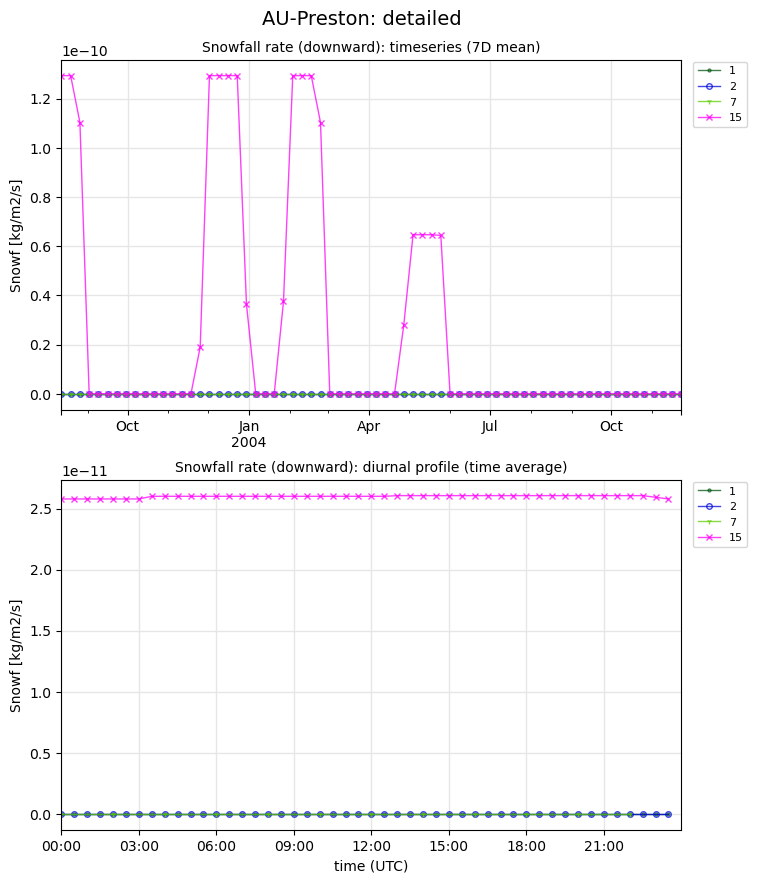 AU-Preston: detailed
Snowfall rate (downward): timeseries (7D mean)
1e−10
Snowf [kg/m2/s]
1.2
1.0
0.8
0.6
0.4
0.2
0.0
Oct
Jan
2004
Apr
Jul
Oct
1
2
7
15
Snowfall rate (downward): diurnal profile (time average)
1e−11
Snowf [kg/m2/s]
2.5
2.0
1.5
1.0
0.5
0.0
00:00
03:00
06:00
09:00
12:00
15:00
18:00
21:00
time (UTC)
1
2
7
15